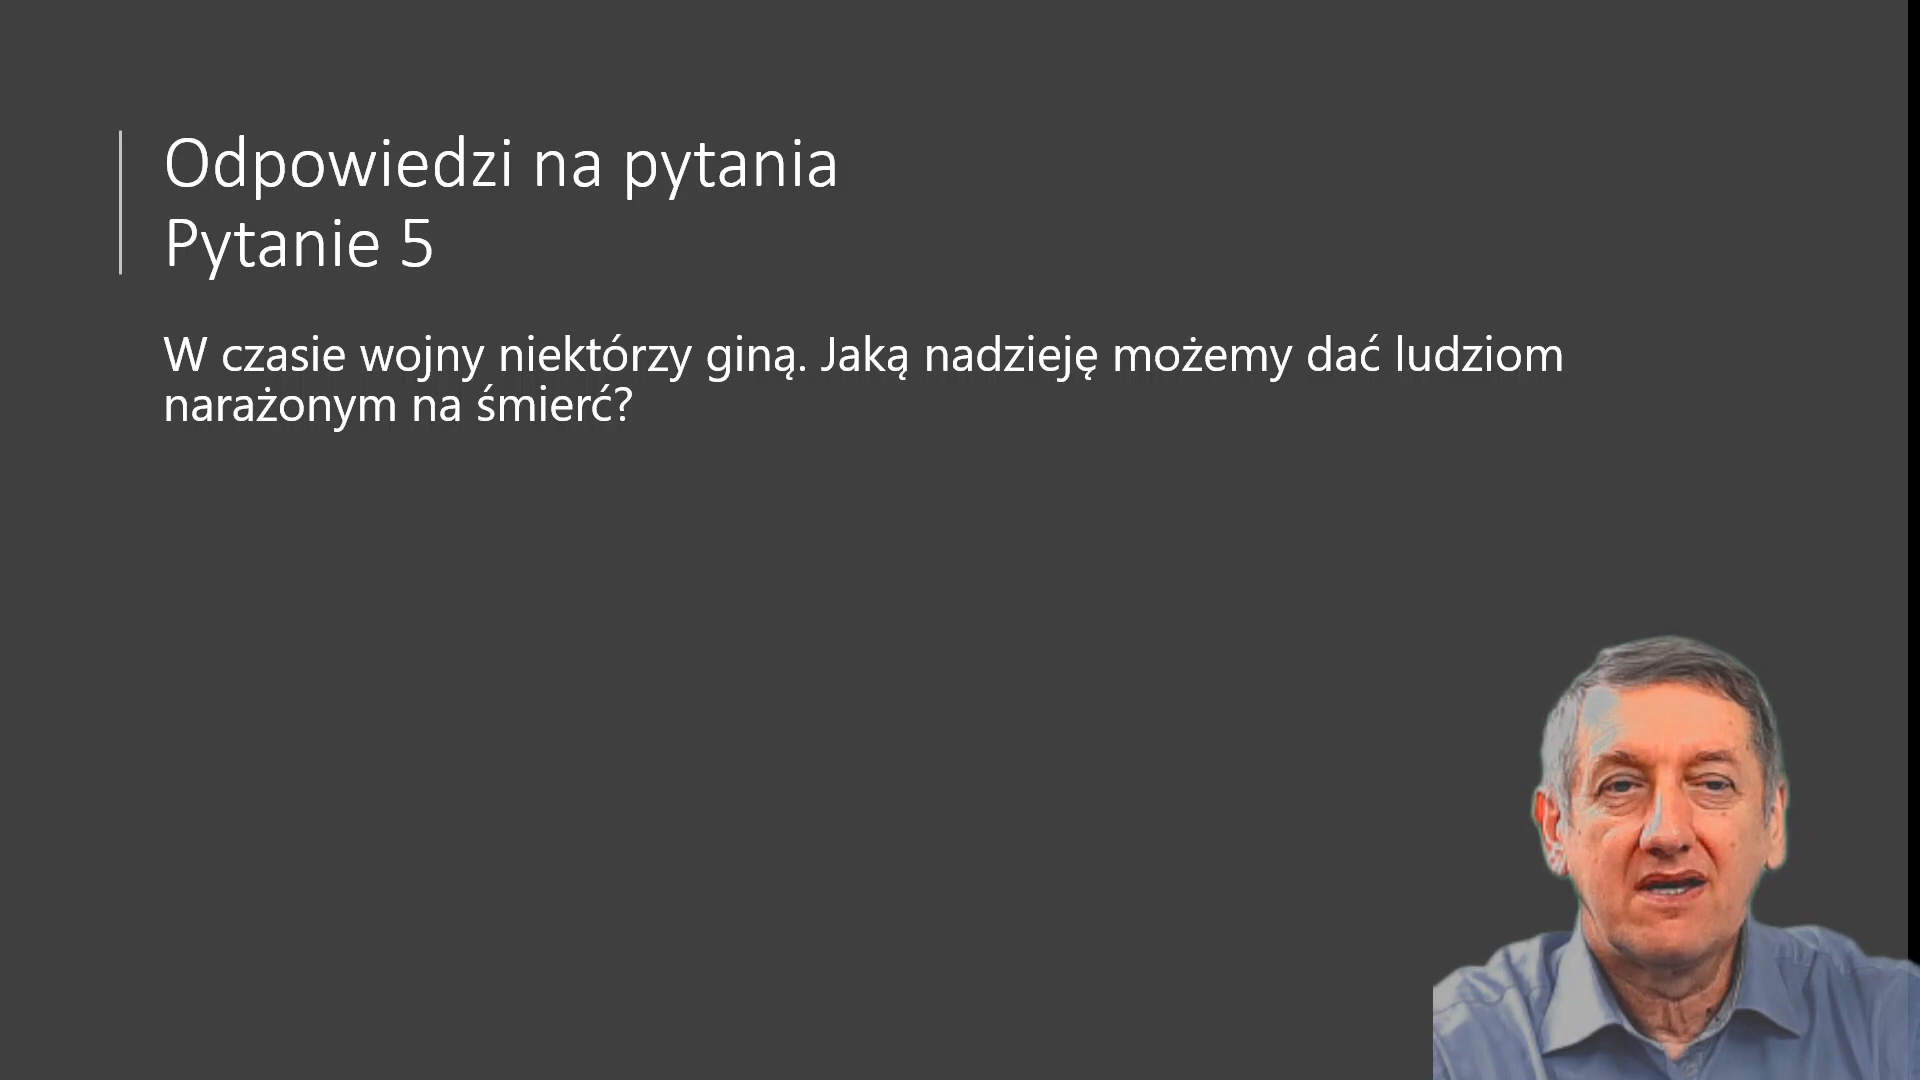 Odpowiedzi na pytania
Pytanie 5
W czasie wojny niektórzy giną. Jaką nadzieję możemy dać ludziom
narażonym na śmierć?